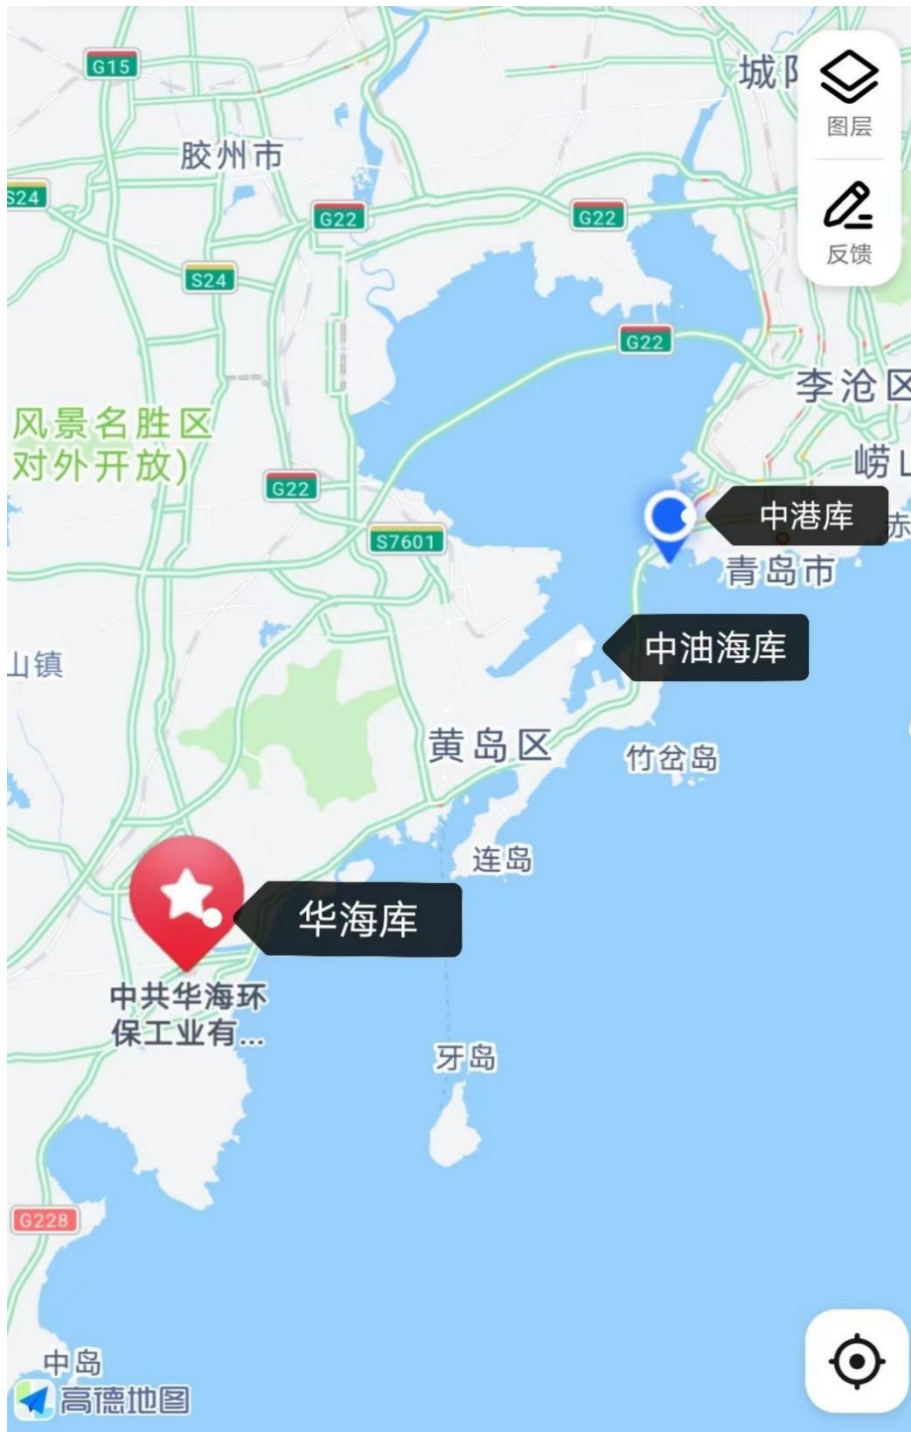 G15
城阳
图层
胶州市
S24
G22
G22
反馈
S24
G22
李沧区
风景名胜区
对外开放)
崂山
G22
中港库
S7601
赤
青岛市
中油海库
山镇
黄岛区
竹岔岛
连岛
华海库
中共华海环
保工业有...
牙岛
G228
中岛
高德地图